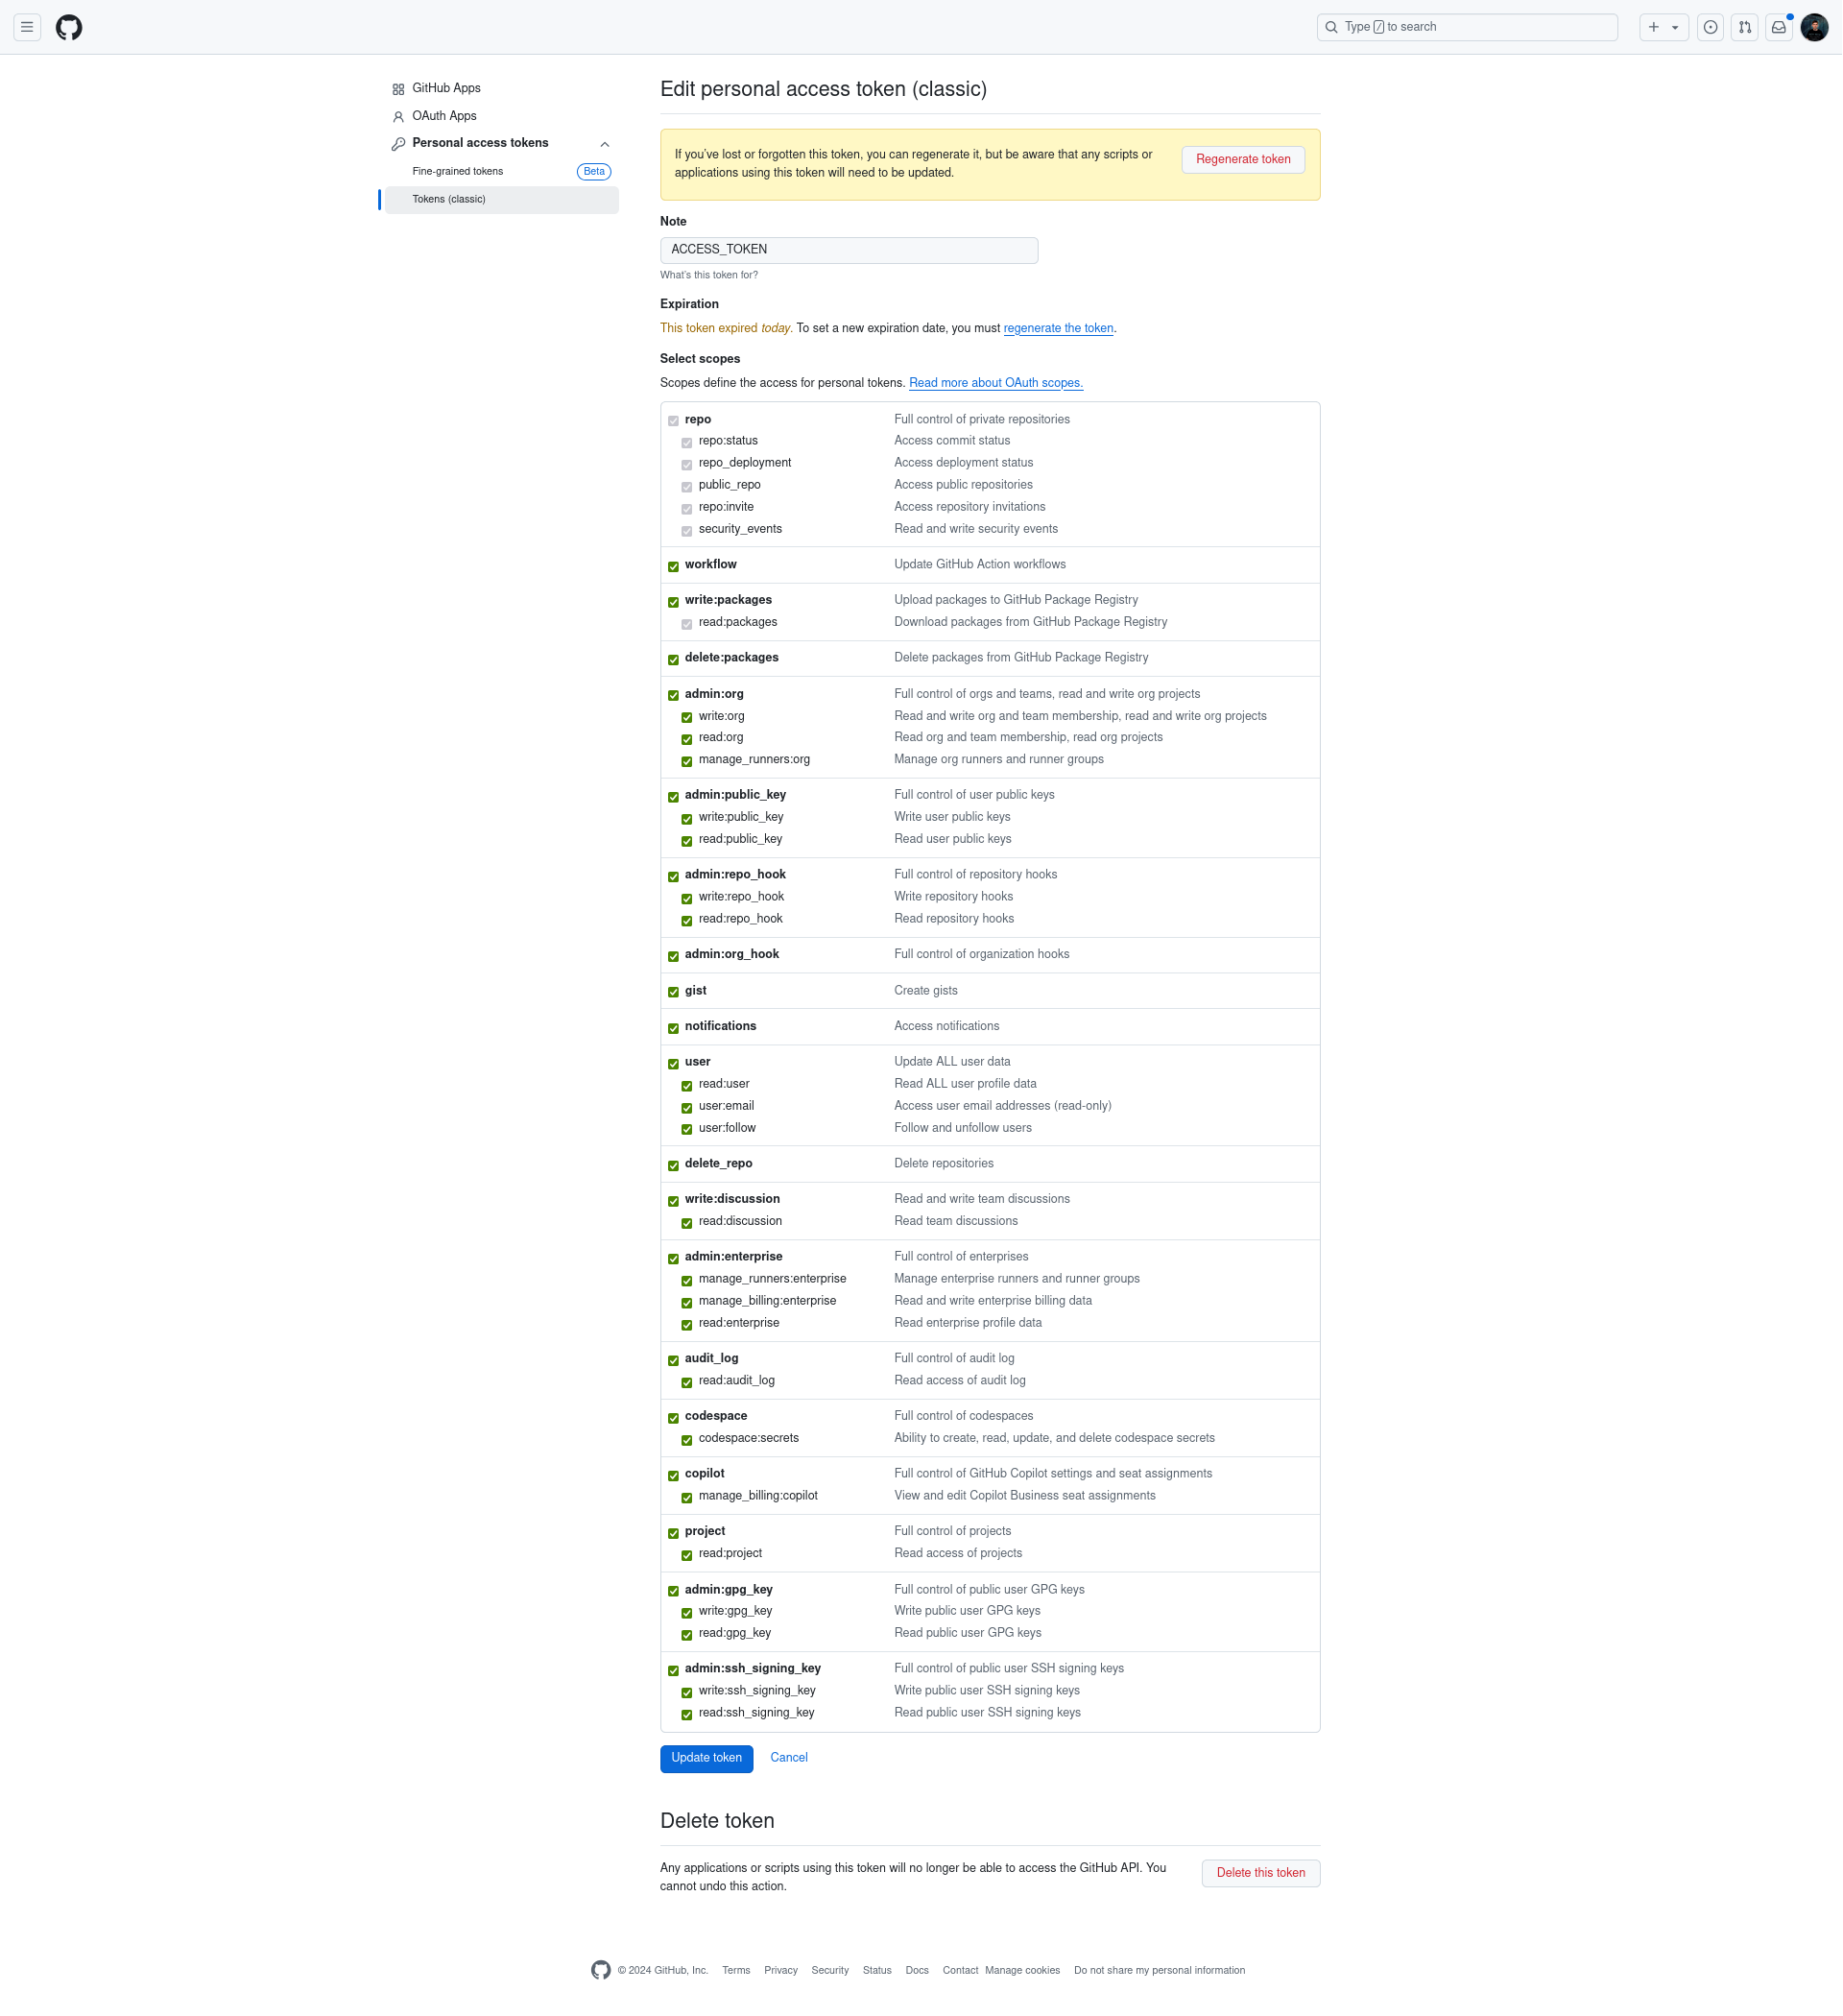 Type / to search
GitHub Apps
OAuth Apps
Personal access tokens
Fine-grained tokens Beta
Tokens (classic)
Edit personal access token (classic)
If you've lost or forgotten this token, you can regenerate it, but be aware that any scripts or
applications using this token will need to be updated.
Regenerate token
Note
ACCESS_TOKEN
What's this token for?
Expiration
This token expired today. To set a new expiration date, you must regenerate the token.
Select scopes
Scopes define the access for personal tokens. Read more about OAuth scopes.
repo Full control of private repositories
repo:status Access commit status
repo_deployment Access deployment status
public_repo Access public repositories
repo:invite Access repository invitations
security_events Read and write security events
workflow Update GitHub Action workflows
write:packages Upload packages to GitHub Package Registry
read:packages Download packages from GitHub Package Registry
delete:packages Delete packages from GitHub Package Registry
admin:org Full control of orgs and teams, read and write org projects
write:org Read and write org and team membership, read and write org projects
read:org Read org and team membership, read org projects
manage_runners:org Manage org runners and runner groups
admin:public_key Full control of user public keys
write:public_key Write user public keys
read:public_key Read user public keys
admin:repo_hook Full control of repository hooks
write:repo_hook Write repository hooks
read:repo_hook Read repository hooks
admin:org_hook Full control of organization hooks
gist Create gists
notifications Access notifications
user Update ALL user data
read:user Read ALL user profile data
user:email Access user email addresses (read-only)
user:follow Follow and unfollow users
delete_repo Delete repositories
write:discussion Read and write team discussions
read:discussion Read team discussions
admin:enterprise Full control of enterprises
manage_runners:enterprise Manage enterprise runners and runner groups
manage_billing:enterprise Read and write enterprise billing data
read:enterprise Read enterprise profile data
audit_log Full control of audit log
read:audit_log Read access of audit log
codespace Full control of codespaces
codespace:secrets Ability to create, read, update, and delete codespace secrets
copilot Full control of GitHub Copilot settings and seat assignments
manage_billing:copilot View and edit Copilot Business seat assignments
project Full control of projects
read:project Read access of projects
admin:gpg_key Full control of public user GPG keys
write:gpg_key Write public user GPG keys
read:gpg_key Read public user GPG keys
admin:ssh_signing_key Full control of public user SSH signing keys
write:ssh_signing_key Write public user SSH signing keys
read:ssh_signing_key Read public user SSH signing keys
Update token Cancel
Delete token
Any applications or scripts using this token will no longer be able to access the GitHub API. You
cannot undo this action.
Delete this token
© 2024 GitHub, Inc. Terms Privacy Security Status Docs Contact Manage cookies Do not share my personal information